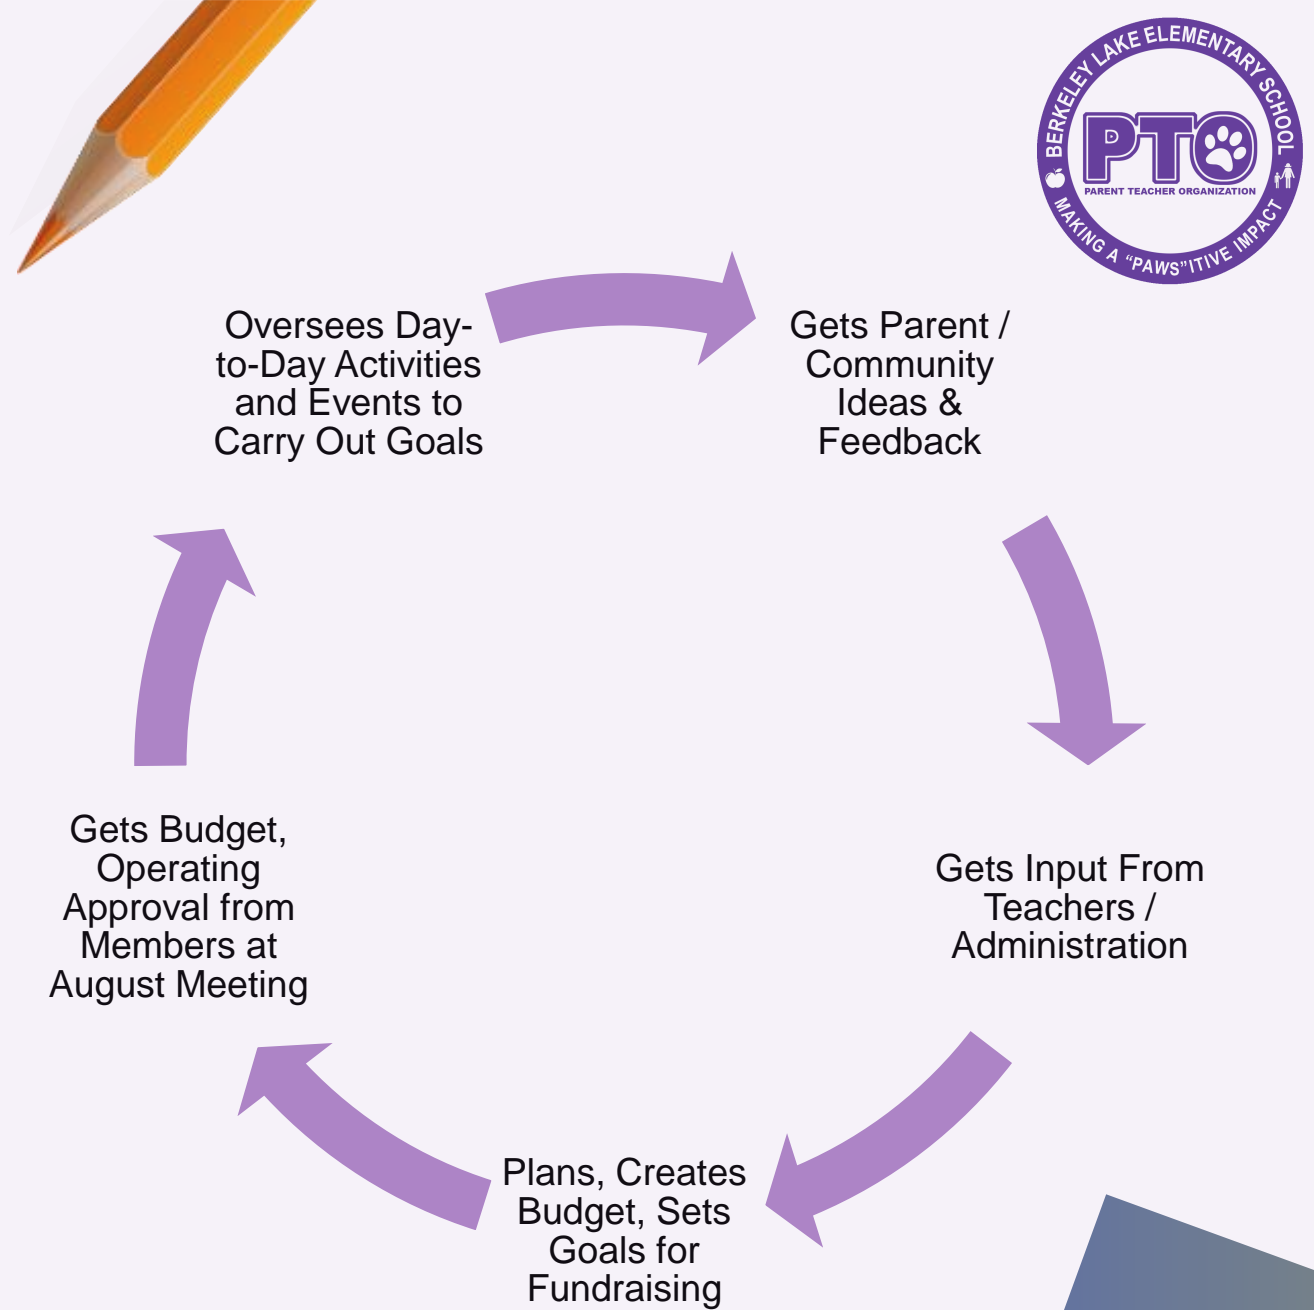 BERKELEY LAKE ELEMENTARY SCHOOL
PTO
PARENT TEACHER ORGANIZATION
MAKING A “PAWS”ITIVE IMPACT
Oversees Day-
to-Day Activities
and Events to
Carry Out Goals
Gets Parent /
Community
Ideas &
Feedback
Gets Input From
Teachers /
Administration
Plans, Creates
Budget, Sets
Goals for
Fundraising
Gets Budget,
Operating
Approval from
Members at
August Meeting